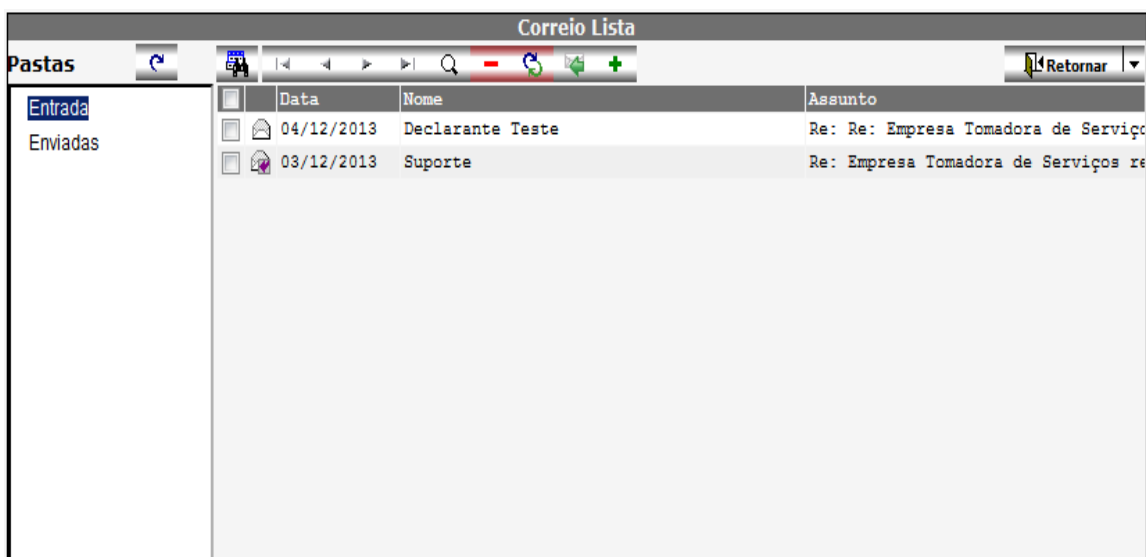 Correio Lista
Pastas
Retornar
Entrada
Enviadas
Data Nome Assunto
04/12/2013 Declarante Teste Re: Re: Empresa Tomadora de Serviço
03/12/2013 Suporte Re: Empresa Tomadora de Serviços re